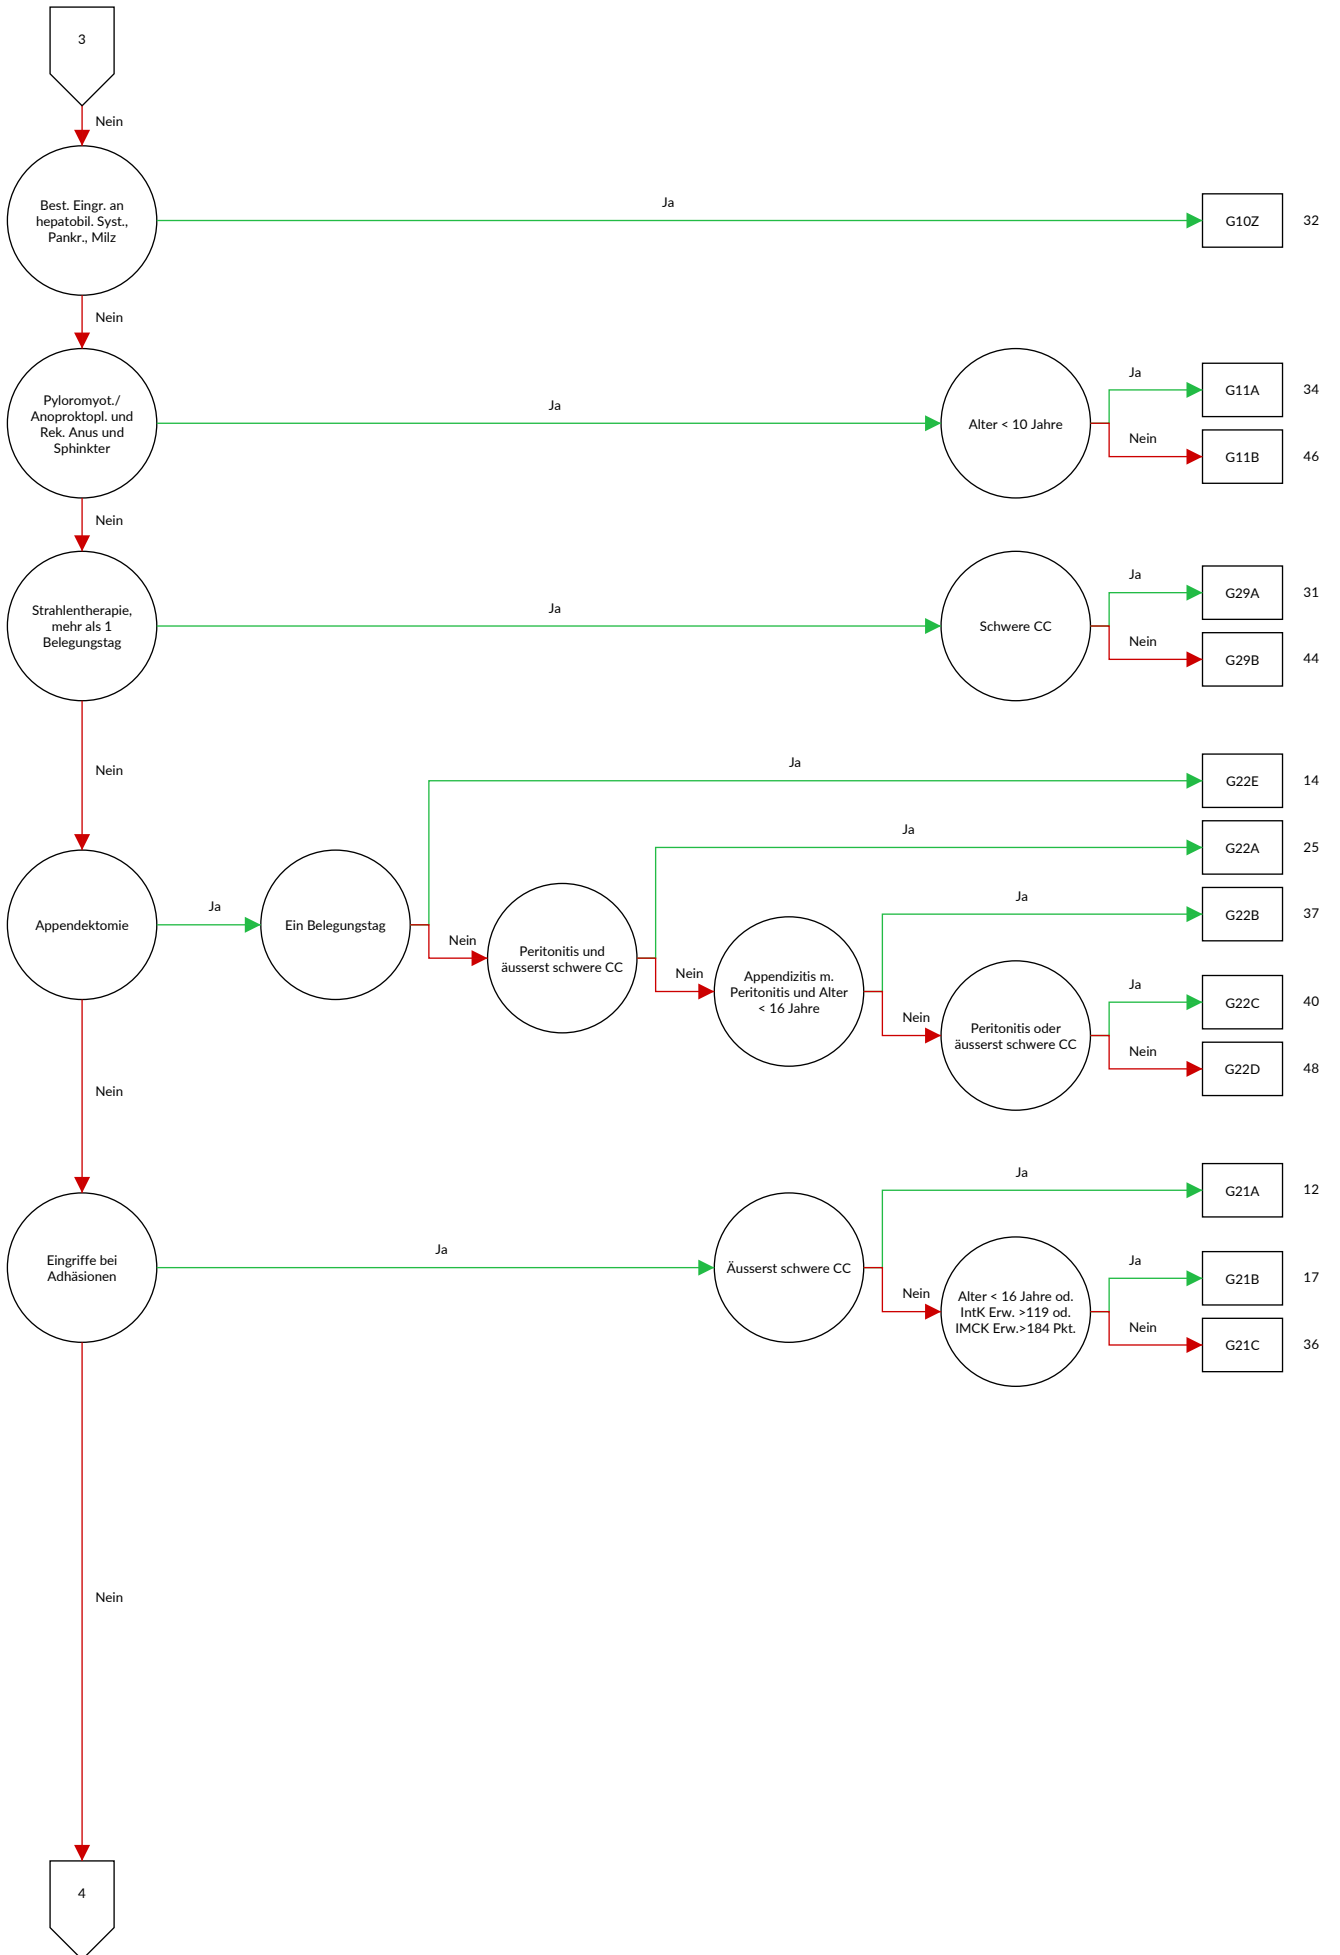 3
Nein
Best. Eingr. an
hepatobil. Syst.,
Pankr., Milz
Ja
G10Z
32
Nein
Pyloromyot./
Anoproktopl. und
Rek. Anus und
Sphinkter
Ja
Alter < 10 Jahre
Ja
G11A
34
Nein
G11B
46
Nein
Strahlentherapie,
mehr als 1
Belegungstag
Ja
Schwere CC
Ja
G29A
31
Nein
G29B
44
Nein
Appendektomie
Ja
Ein Belegungstag
Ja
G22E
14
Nein
Peritonitis und
äusserst schwere CC
Ja
G22A
25
Nein
Appendizitis m.
Peritonitis und Alter
< 16 Jahre
Ja
G22B
37
Nein
Peritonitis oder
äusserst schwere CC
Ja
G22C
40
Nein
G22D
48
Nein
Eingriffe bei
Adhäsionen
Ja
Äusserst schwere CC
Ja
G21A
12
Nein
Alter < 16 Jahre od.
IntK Erw. >119 od.
IMCK Erw.>184 Pkt.
Ja
G21B
17
Nein
G21C
36
Nein
4